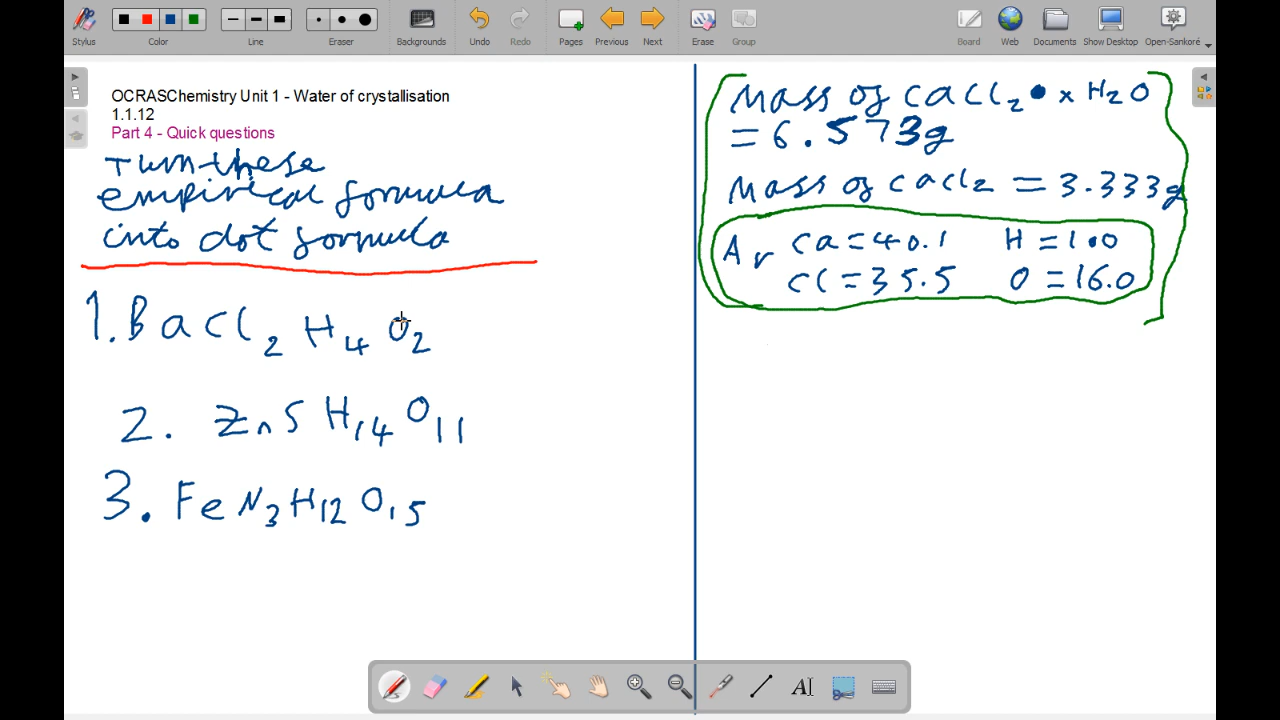 Stylus Color Line Eraser Backgrounds Undo Redo Pages Previous Next Erase Group Board Web Documents Show Desktop Open-Sankoré
OCRASChemistry Unit 1 - Water of crystallisation
1.1.12
Part 4 - Quick questions
Turn these
empirical formula
into dot formula
1. BaCl2H4O2
2. ZnSH14O11
3. FeN3H12O15
Mass of CaCl2•xH2O
= 6.573g
Mass of CaCl2 = 3.333g
Ar Ca=40.1 H=1.0
Cl=35.5 O=16.0
AI